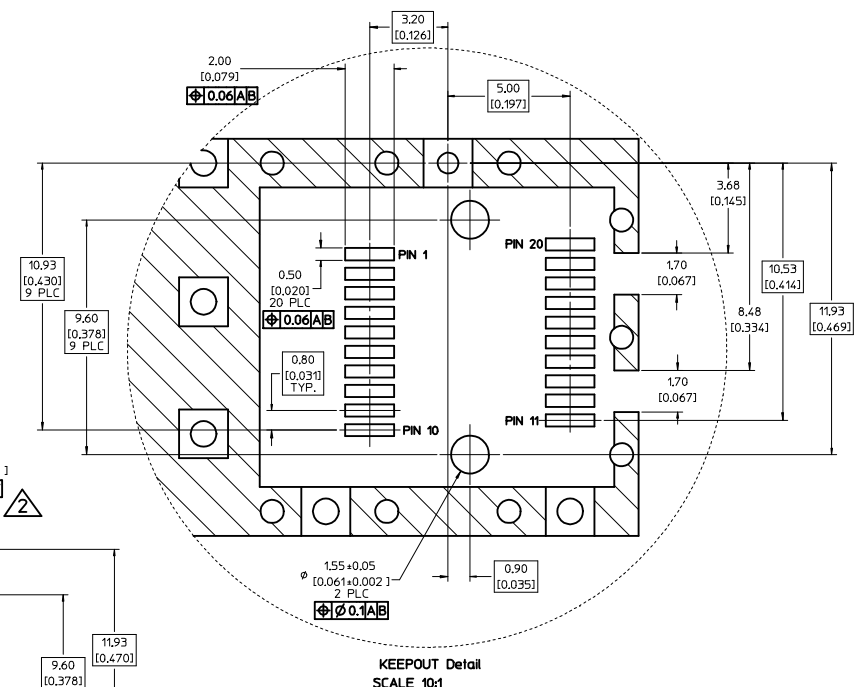 3.20
[0.126]
2.00
[0.079]
⌖ 0.06 A B
5.00
[0.197]
3.68
[0.145]
PIN 1
PIN 20
10.93
[0.430]
9 PLC
0.50
[0.020]
20 PLC
⌖ 0.06 A B
1.70
[0.067]
10.53
[0.414]
8.48
[0.334]
11.93
[0.469]
9.60
[0.378]
9 PLC
0.80
[0.031]
TYP.
1.70
[0.067]
PIN 10
PIN 11
]
2
1.55±0.05
⌀ [0.061±0.002 ]
2 PLC
⌖ ⌀ 0.1 A B
0.90
[0.035]
11.93
[0.470]
9.60
[0.378]
KEEPOUT Detail
SCALE 10:1